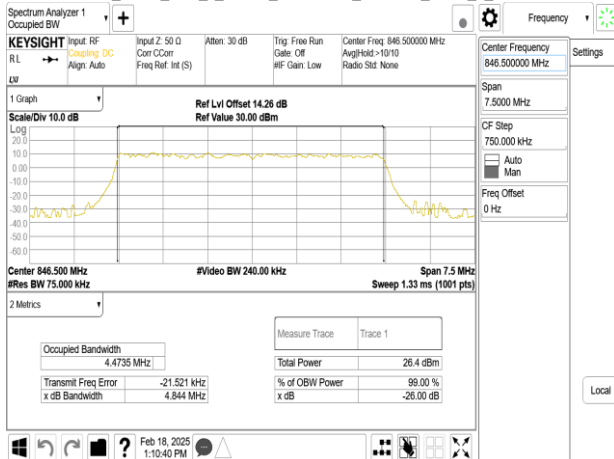 Spectrum Analyzer 1
Occupied BW
+
Frequency
KEYSIGHT
RL
LXI
Input: RF
Coupling: DC
Align: Auto
Input Z: 50 Ω
Corr CCorr
Freq Ref: Int (S)
Atten: 30 dB
Trig: Free Run
Gate: Off
#IF Gain: Low
Center Freq: 846.500000 MHz
Avg|Hold:>10/10
Radio Std: None
Center Frequency
846.500000 MHz
Settings
Span
7.5000 MHz
CF Step
750.000 kHz
Auto
Man
Freq Offset
0 Hz
Local
1 Graph
Scale/Div 10.0 dB
Ref Lvl Offset 14.26 dB
Ref Value 30.00 dBm
Log
20.0
10.0
0.00
-10.0
-20.0
-30.0
-40.0
-50.0
-60.0
Center 846.500 MHz
#Video BW 240.00 kHz
Span 7.5 MHz
#Res BW 75.000 kHz
Sweep 1.33 ms (1001 pts)
2 Metrics
Measure Trace
Trace 1
Occupied Bandwidth
4.4735 MHz
Total Power
26.4 dBm
Transmit Freq Error
-21.521 kHz
% of OBW Power
99.00 %
x dB Bandwidth
4.844 MHz
x dB
-26.00 dB
?
Feb 18, 2025
1:10:40 PM